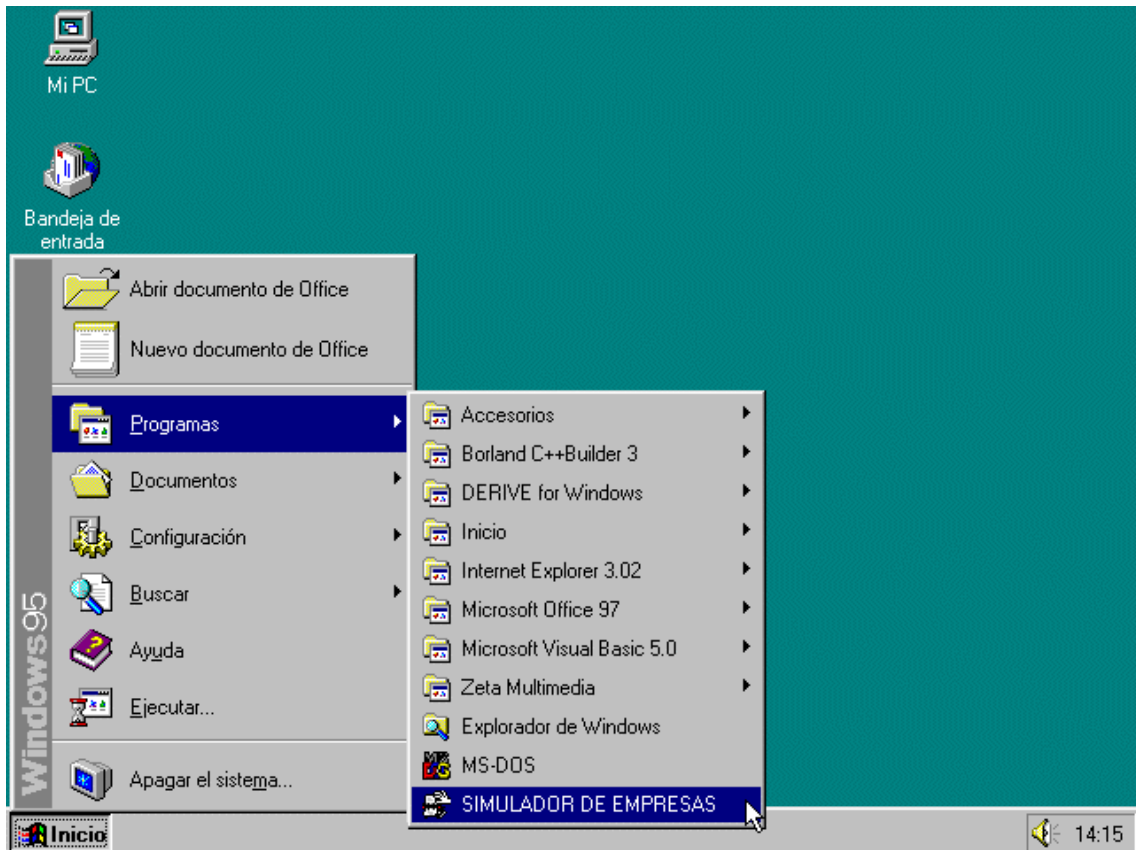 Mi PC
Bandeja de
entrada
Abrir documento de Office
Nuevo documento de Office
Programas
Documentos
Configuración
Buscar
Ayuda
Ejecutar...
Apagar el sistema...
Windows95
Accesorios
Borland C++Builder 3
DERIVE for Windows
Inicio
Internet Explorer 3.02
Microsoft Office 97
Microsoft Visual Basic 5.0
Zeta Multimedia
Explorador de Windows
MS-DOS
SIMULADOR DE EMPRESAS
Inicio
14:15